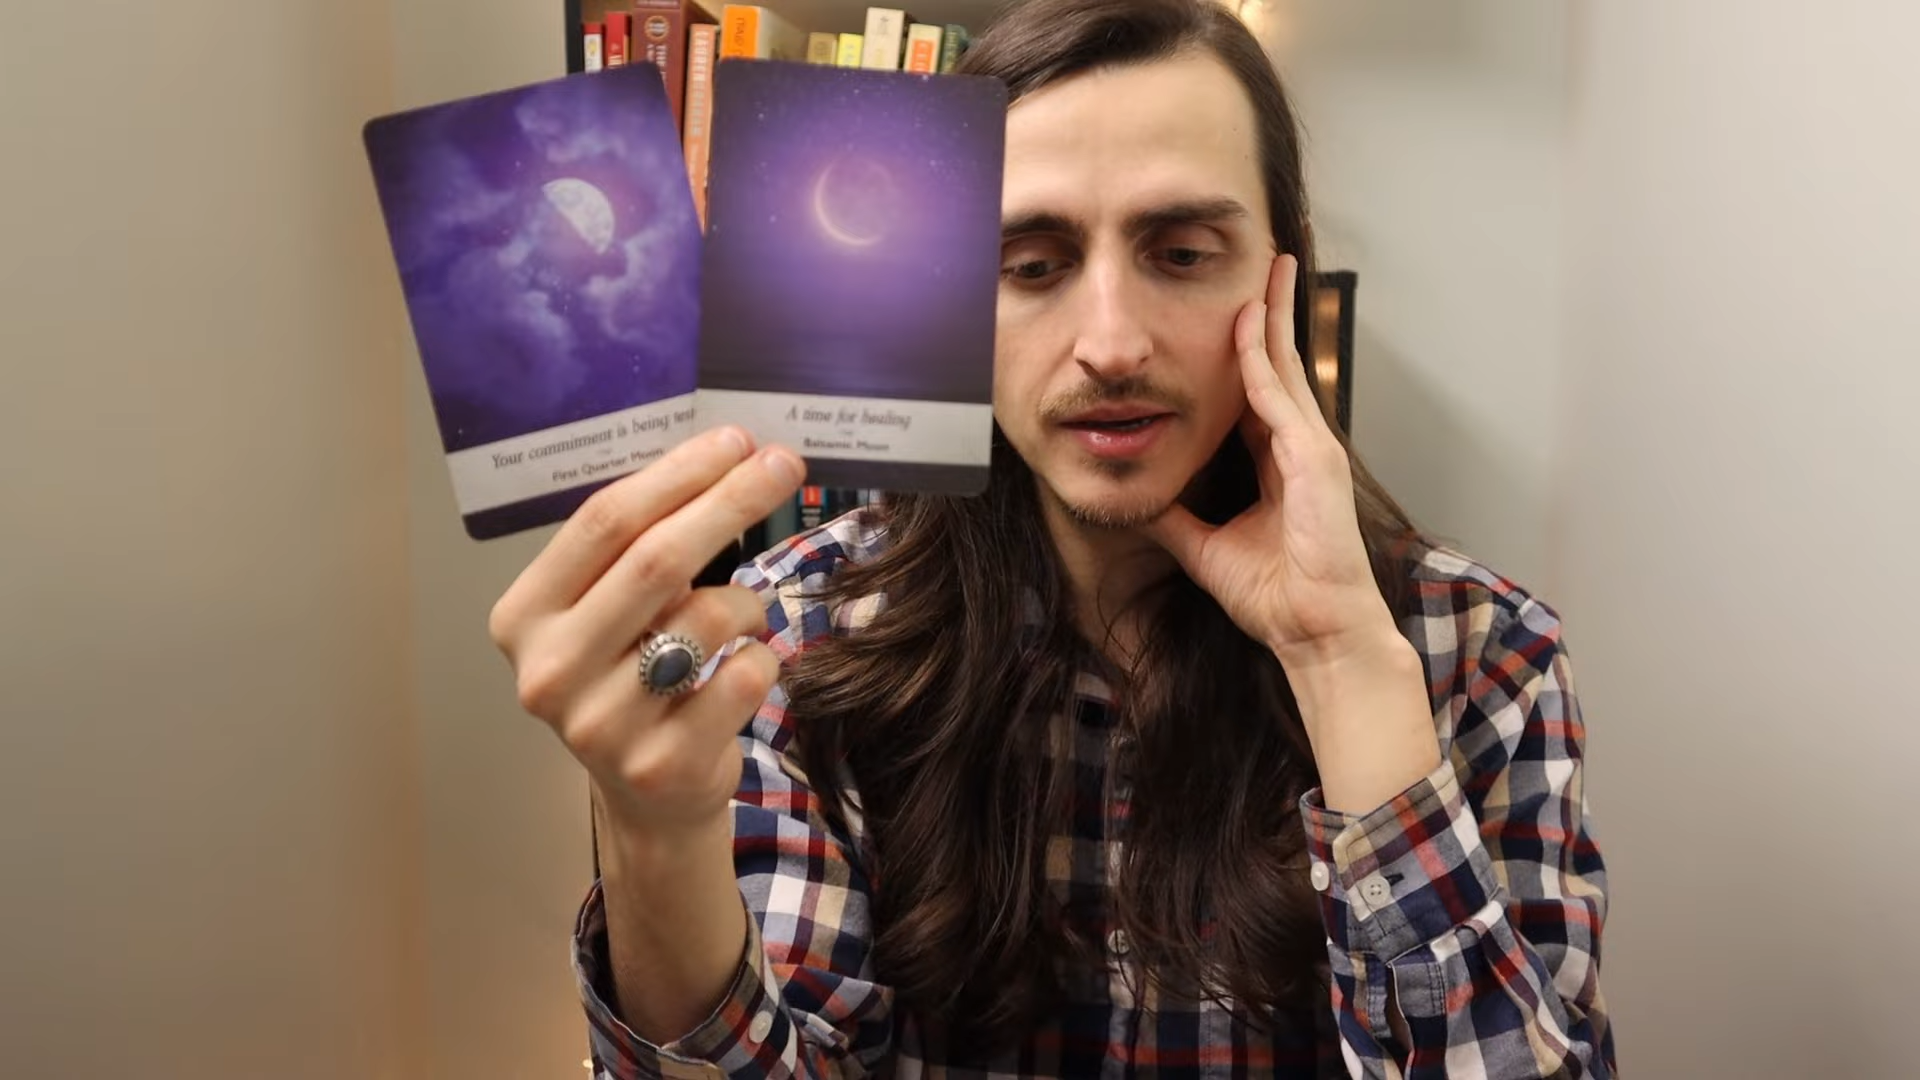 Your commitment is being test
First Quarter Moon
A time for healing
Balsamic Moon